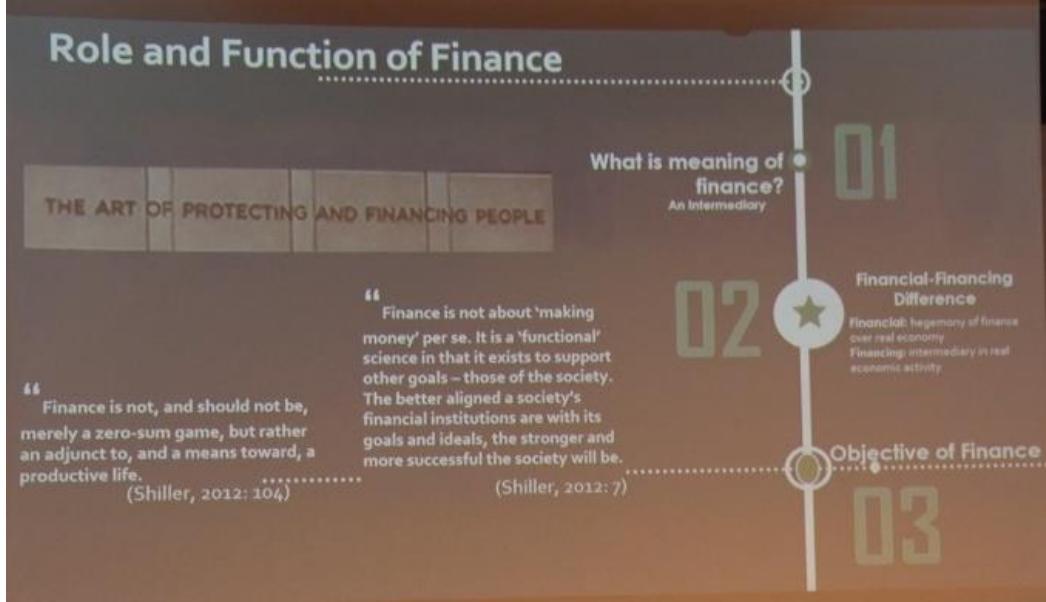 Role and Function of Finance
THE ART OF PROTECTING AND FINANCING PEOPLE
“
Finance is not, and should not be,
merely a zero-sum game, but rather
an adjunct to, and a means toward, a
productive life.
(Shiller, 2012: 104)
“
Finance is not about ‘making
money’ per se. It is a ‘functional’
science in that it exists to support
other goals – those of the society.
The better aligned a society’s
financial institutions are with its
goals and ideals, the stronger and
more successful the society will be.
(Shiller, 2012: 7)
01
What is meaning of
finance?
An Intermediary
02
Financial-Financing
Difference
Financial: hegemony of finance
over real economy
Financing: intermediary in real
economic activity
Objective of Finance
03